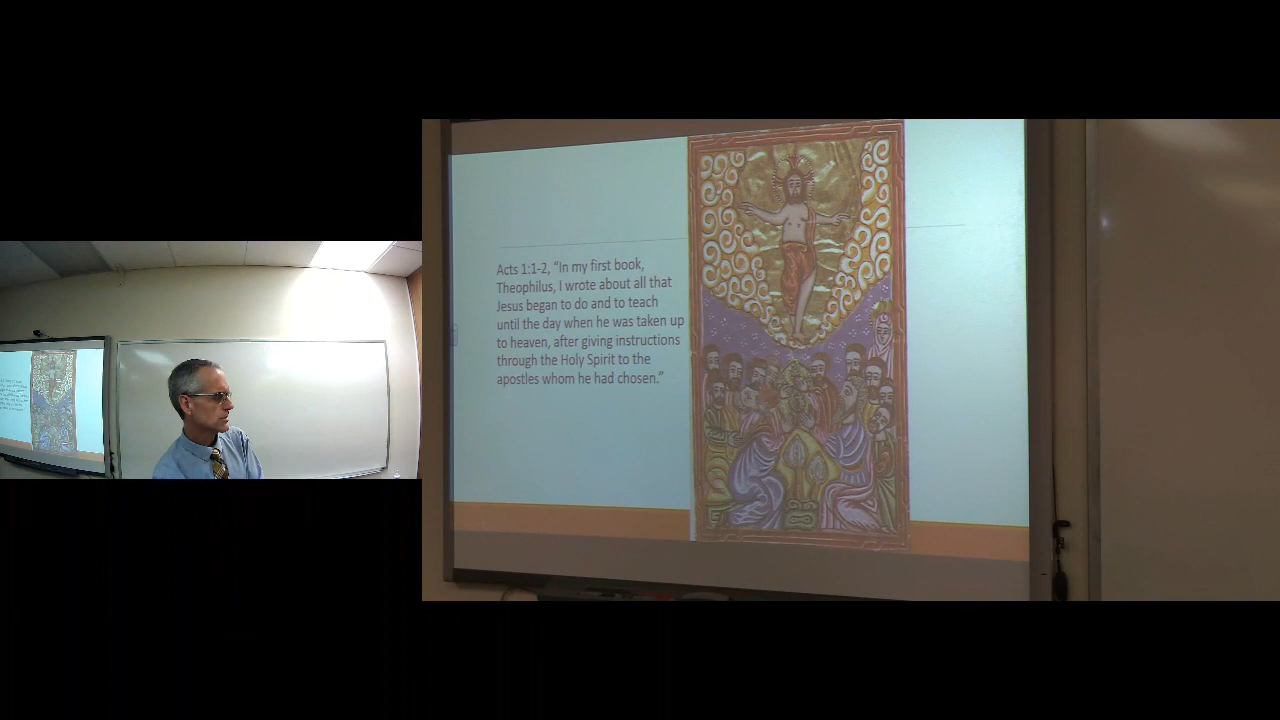 Acts 1:1-2, “In my first book,
Theophilus, I wrote about all that
Jesus began to do and to teach
until the day when he was taken up
to heaven, after giving instructions
through the Holy Spirit to the
apostles whom he had chosen.”